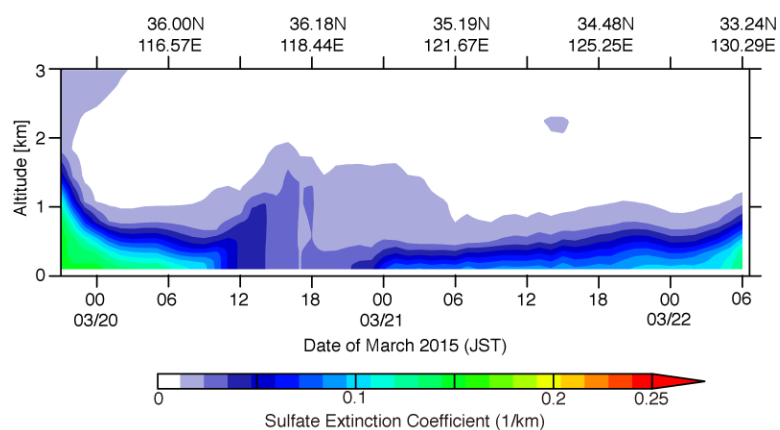 36.00N 36.18N 35.19N 34.48N 33.24N
116.57E 118.44E 121.67E 125.25E 130.29E
3
2
1
0
Altitude [km]
00 06 12 18 00 06 12 18 00 06
03/20 03/21 03/22
Date of March 2015 (JST)
0 0.1 0.2 0.25
Sulfate Extinction Coefficient (1/km)